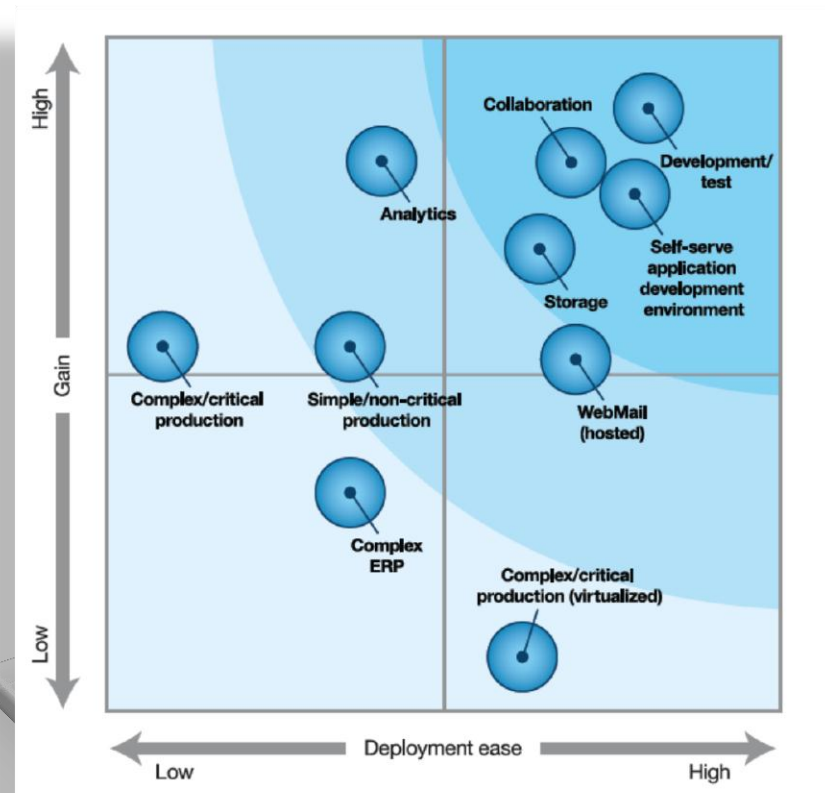 High
Collaboration
Development/
test
Analytics
Self-serve
application
development
environment
Storage
Gain
Complex/critical
production
Simple/non-critical
production
WebMail
(hosted)
Complex
ERP
Complex/critical
production (virtualized)
Low
Deployment ease
Low
High